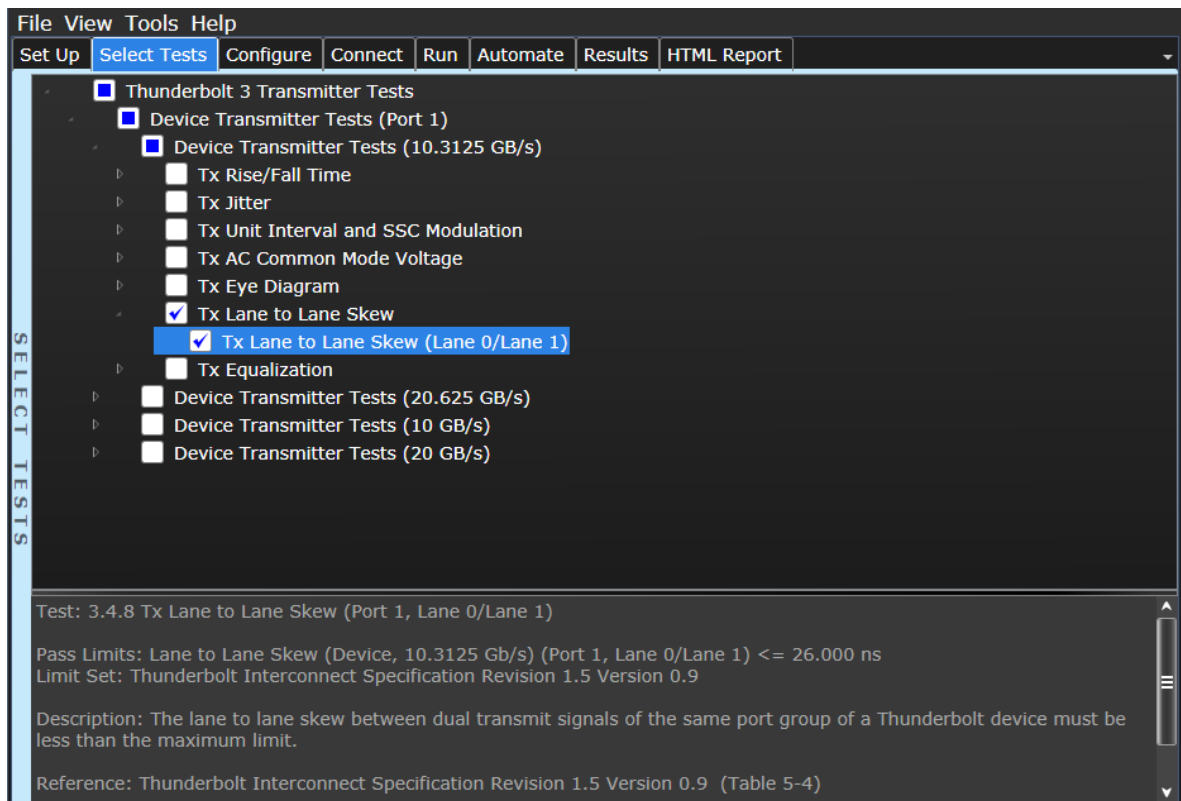 File View Tools Help
Set Up Select Tests Configure Connect Run Automate Results HTML Report
Thunderbolt 3 Transmitter Tests
Device Transmitter Tests (Port 1)
Device Transmitter Tests (10.3125 GB/s)
Tx Rise/Fall Time
Tx Jitter
Tx Unit Interval and SSC Modulation
Tx AC Common Mode Voltage
Tx Eye Diagram
Tx Lane to Lane Skew
Tx Lane to Lane Skew (Lane 0/Lane 1)
Tx Equalization
Device Transmitter Tests (20.625 GB/s)
Device Transmitter Tests (10 GB/s)
Device Transmitter Tests (20 GB/s)
SELECT TESTS
Test: 3.4.8 Tx Lane to Lane Skew (Port 1, Lane 0/Lane 1)
Pass Limits: Lane to Lane Skew (Device, 10.3125 Gb/s) (Port 1, Lane 0/Lane 1) <= 26.000 ns
Limit Set: Thunderbolt Interconnect Specification Revision 1.5 Version 0.9
Description: The lane to lane skew between dual transmit signals of the same port group of a Thunderbolt device must be
less than the maximum limit.
Reference: Thunderbolt Interconnect Specification Revision 1.5 Version 0.9 (Table 5-4)